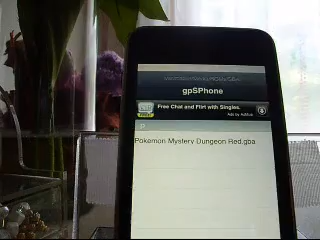 gpSPhone
Free Chat and Flirt with Singles.
Ads by AdMob
P
Pokemon Mystery Dungeon Red.gba